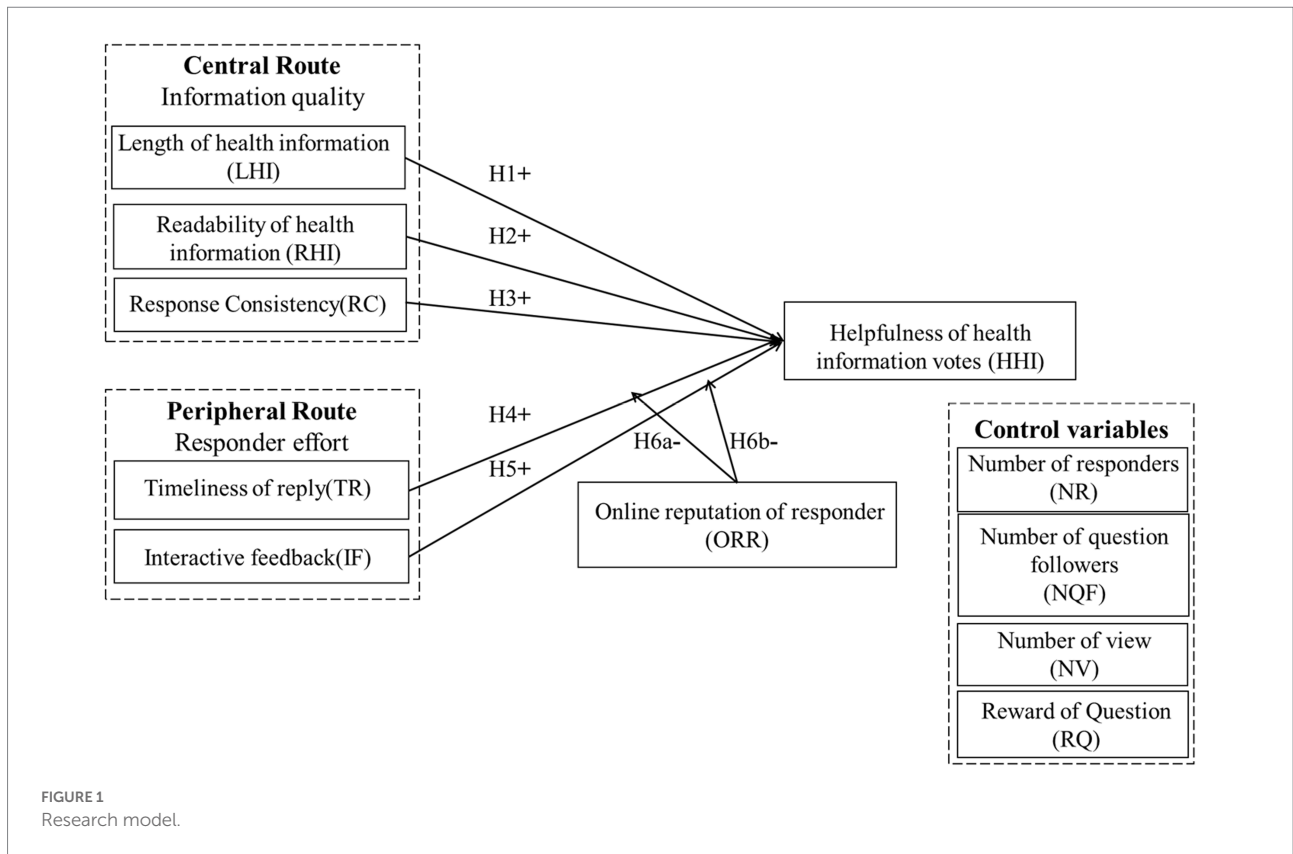 Central Route
Information quality
Length of health information
(LHI)
Readability of health
information (RHI)
Response Consistency(RC)
H1+
H2+
H3+
Helpfulness of health
information votes (HHI)
Peripheral Route
Responder effort
Timeliness of reply(TR)
Interactive feedback(IF)
H4+
H5+
H6a-
H6b-
Online reputation of responder
(ORR)
Control variables
Number of responders
(NR)
Number of question
followers
(NQF)
Number of view
(NV)
Reward of Question
(RQ)
FIGURE 1
Research model.